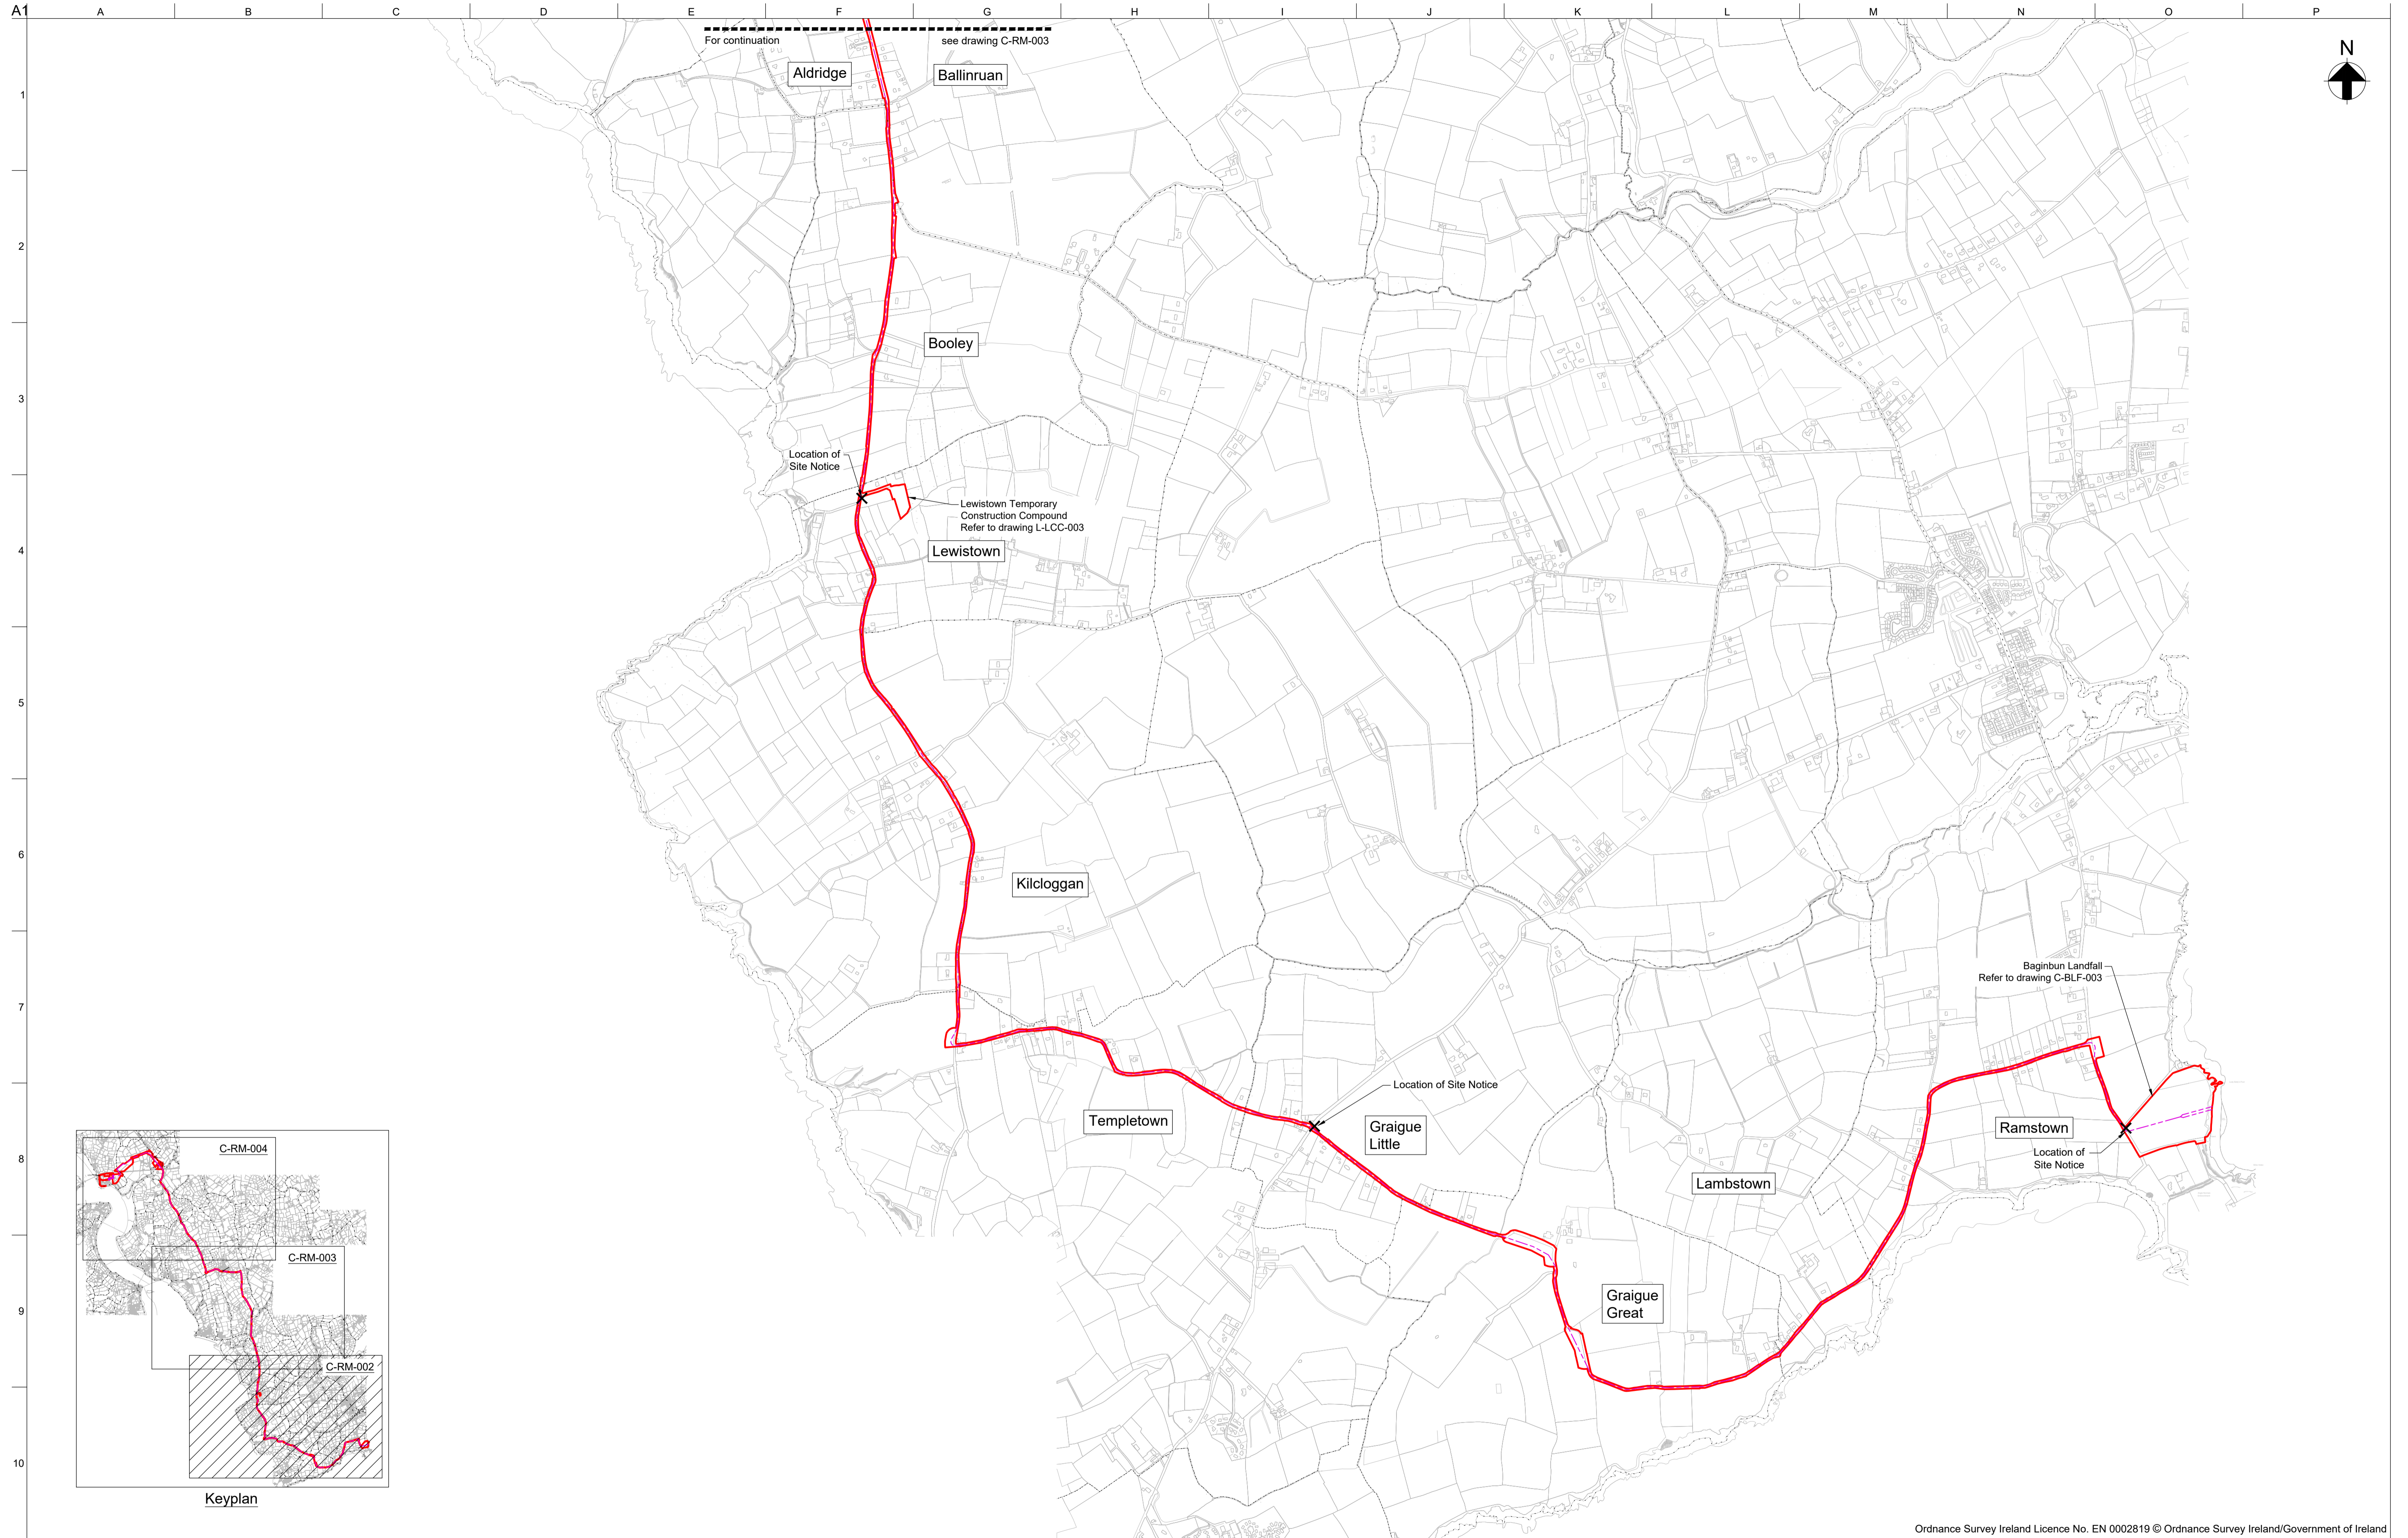 A1
A B C D E F G H I J K L M N O P
For continuation
see drawing C-RM-003
N
Aldridge
Ballinruan
1
2
Booley
3
Location of
Site Notice
Lewistown Temporary
Construction Compound
Refer to drawing L-LCC-003
4
Lewistown
5
6
Kilcloggan
Baginbun Landfall
Refer to drawing C-BLF-003
7
Location of Site Notice
Templetown
Graigue
Little
Ramstown
Location of
Site Notice
8
Lambstown
C-RM-004
C-RM-003
Graigue
Great
9
C-RM-002
10
Keyplan
Ordnance Survey Ireland Licence No. EN 0002819 © Ordnance Survey Ireland/Government of Ireland